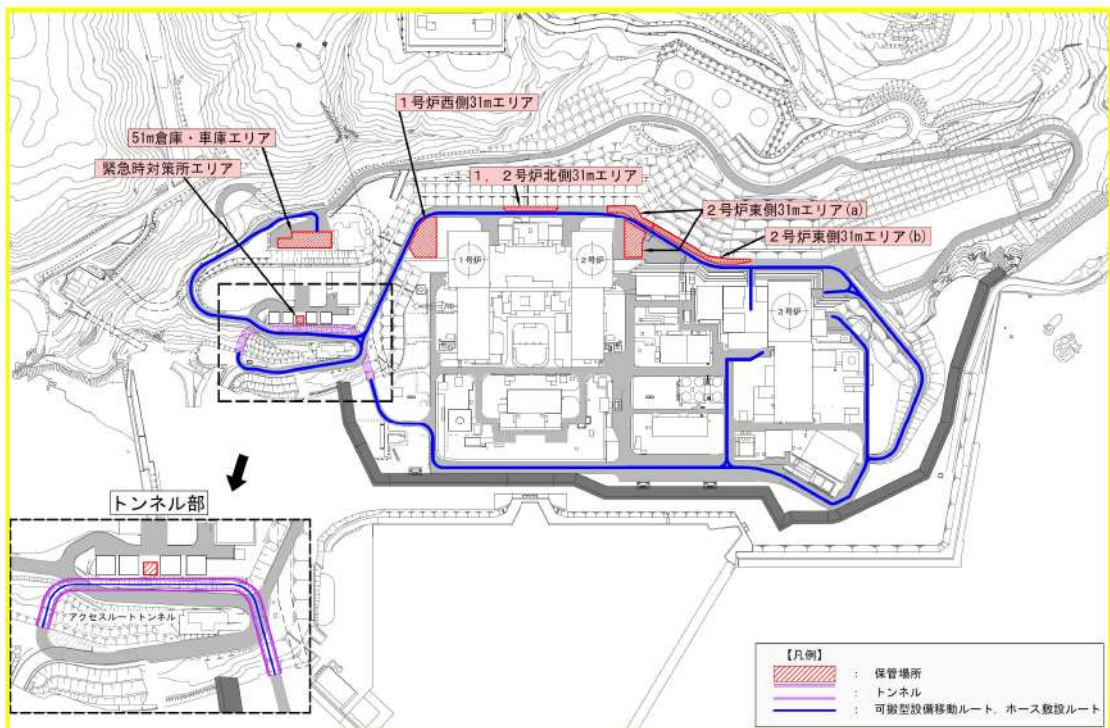 1号炉西側31mエリア
51m倉庫・車庫エリア
緊急時対策所エリア
1,2号炉北側31mエリア
2号炉東側31mエリア(a)
2号炉東側31mエリア(b)
1号炉
2号炉
3号炉
トンネル部
アクセスルートトンネル
【凡例】
: 保管場所
: トンネル
: 可搬型設備移動ルート,ホース敷設ルート